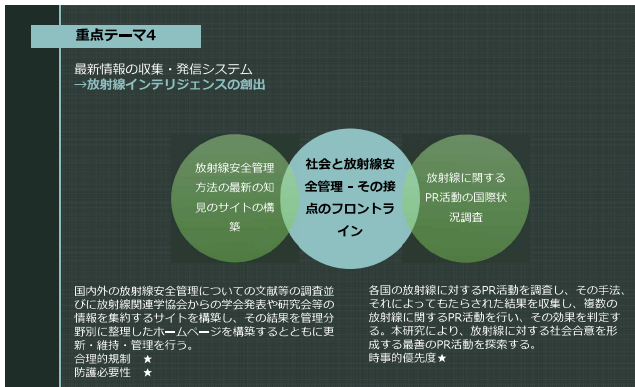 重点テーマ4
最新情報の収集・発信システム
→放射線インテリジェンスの創出
放射線安全管理
方法の最新の知
見のサイトの構
築
社会と放射線安
全管理 - その接
点のフロントラ
イン
放射線に関する
PR活動の国際状
況調査
国内外の放射線安全管理についての文献等の調査並
びに放射線関連学協会からの学会発表や研究会等の
情報を集約するサイトを構築し、その結果を管理分
野別に整理したホームページを構築するとともに更
新・維持・管理を行う。
合理的規制　★
防護必要性　★
各国の放射線に対するPR活動を調査し、その手法、
それによってもたらされた結果を収集し、複数の
放射線に関するPR活動を行い、その効果を判定す
る。本研究により、放射線に対する社会合意を形
成する最善のPR活動を探索する。
時事的優先度★